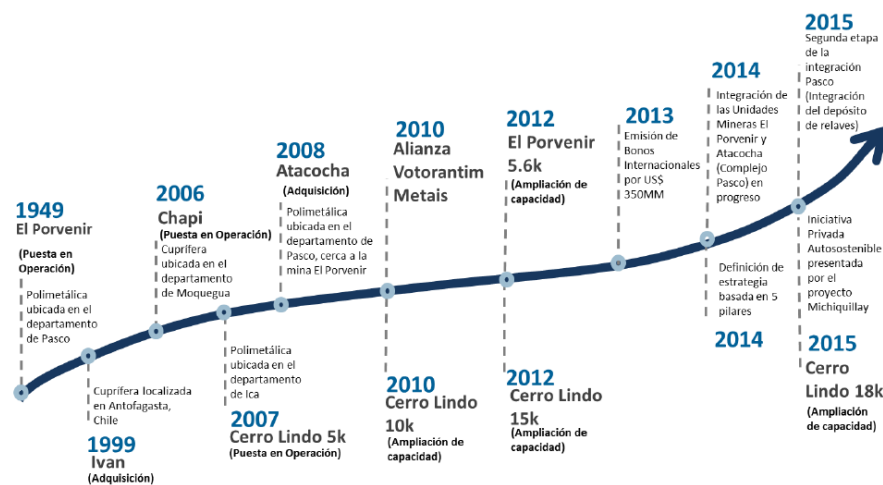 1949
El Porvenir
(Puesta en
Operación)
Polimetálica
ubicada en el
departamento
de Pasco
Cuprífera localizada
en Antofagasta,
Chile
1999
Ivan
(Adquisición)
2006
Chapi
(Puesta en Operación)
Cuprífera
ubicada en el
departamento
de Moquegua
Polimetálica
ubicada en el
departamento
de Ica
2007
Cerro Lindo 5k
(Puesta en Operación)
2008
Atacocha
(Adquisición)
Polimetálica
ubicada en el
departamento de
Pasco, cerca a la
mina El Porvenir
2010
Alianza
Votorantim
Metais
2010
Cerro Lindo
10k
(Ampliación de
capacidad)
2012
El Porvenir
5.6k
(Ampliación de
capacidad)
2012
Cerro Lindo
15k
(Ampliación de
capacidad)
2013
Emisión de
Bonos
Internacionales
por US$
350MM
2014
Integración de
las Unidades
Mineras El
Porvenir y
Atacocha
(Complejo
Pasco) en
progreso
Definición de
estrategia
basada en 5
pilares
2014
2015
Segunda etapa
de la
integración
Pasco
(Integración
del depósito
de relaves)
Iniciativa
Privada
Autosostenible
presentada
por el
proyecto
Michiquillay
2015
Cerro
Lindo 18k
(Ampliación
de capacidad)